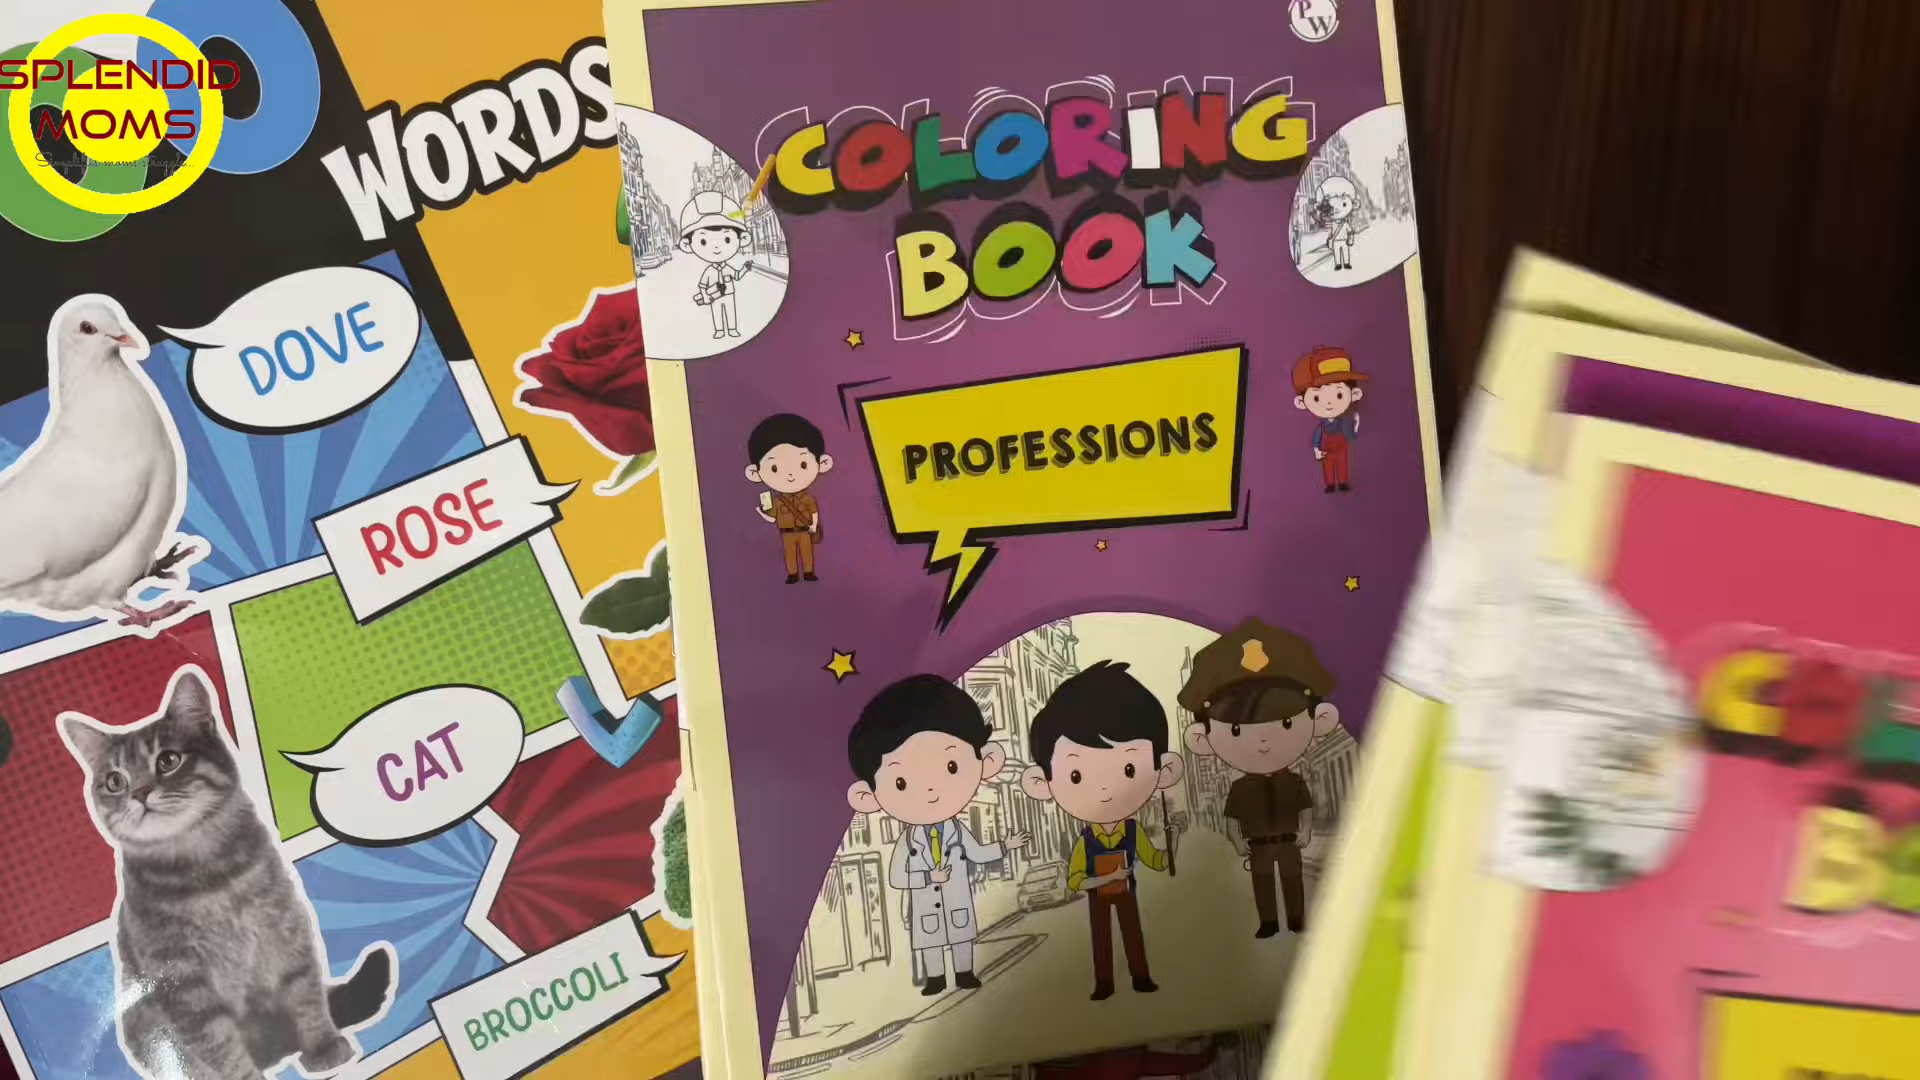 SPLENDID
MOMS
WORDS
DOVE
ROSE
CAT
BROCCOLI
PW
COLORING
BOOK
PROFESSIONS